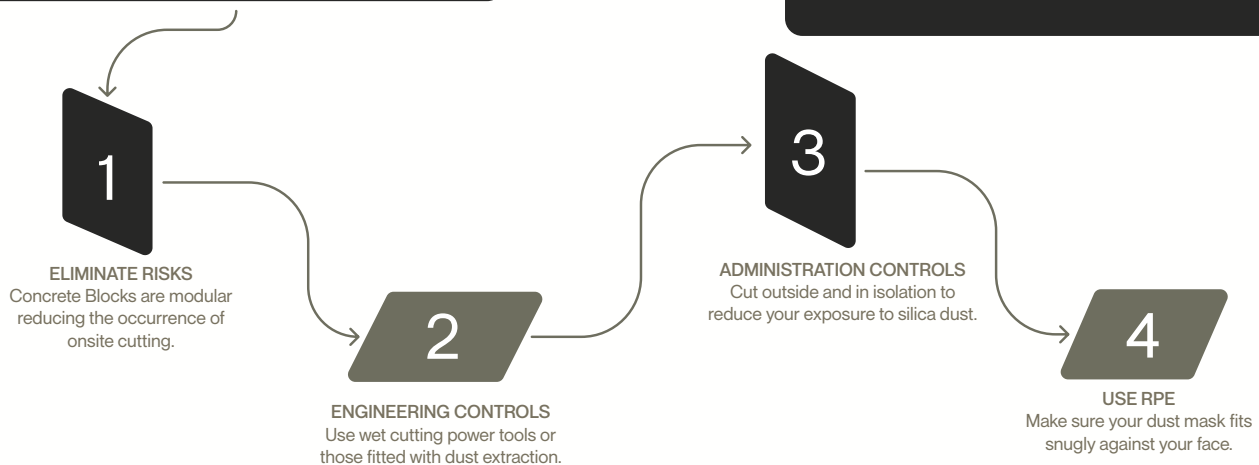 1
ELIMINATE RISKS
Concrete Blocks are modular
reducing the occurrence of
onsite cutting.
2
ENGINEERING CONTROLS
Use wet cutting power tools or
those fitted with dust extraction.
3
ADMINISTRATION CONTROLS
Cut outside and in isolation to
reduce your exposure to silica dust.
4
USE RPE
Make sure your dust mask fits
snugly against your face.